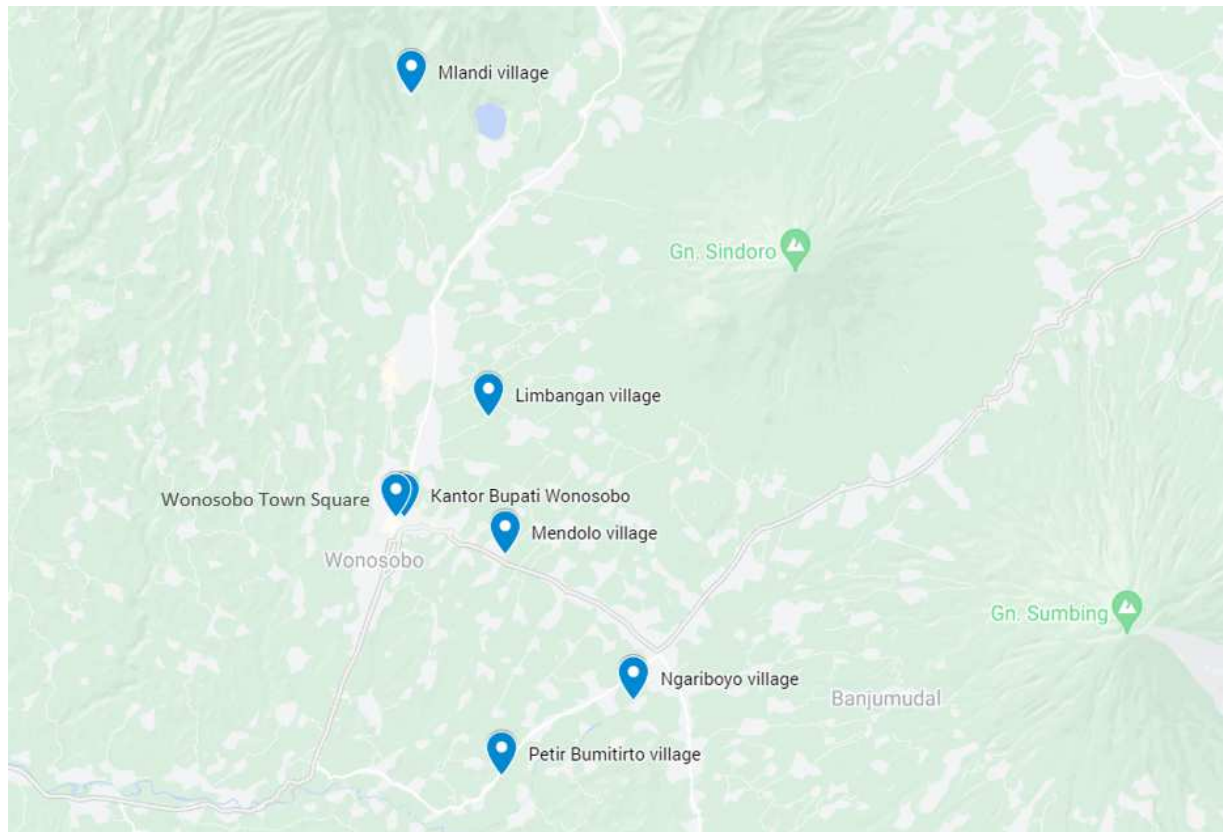 Mlandi village
Gn. Sindoro
Limbangan village
Wonosobo Town Square
Kantor Bupati Wonosobo
Mendolo village
Wonosobo
Gn. Sumbing
Ngariboyo village
Banjumudal
Petir Bumitirto village